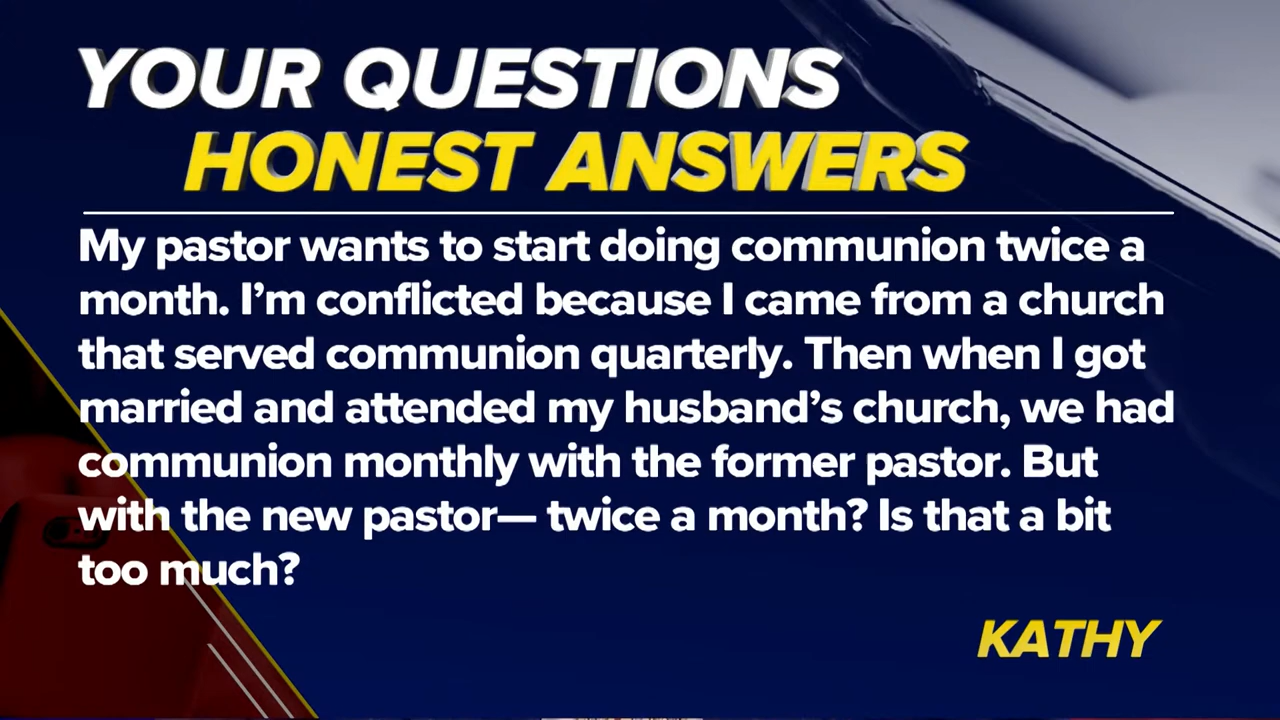 YOUR QUESTIONS
HONEST ANSWERS
My pastor wants to start doing communion twice a
month. I’m conflicted because I came from a church
that served communion quarterly. Then when I got
married and attended my husband’s church, we had
communion monthly with the former pastor. But
with the new pastor— twice a month? Is that a bit
too much?
KATHY